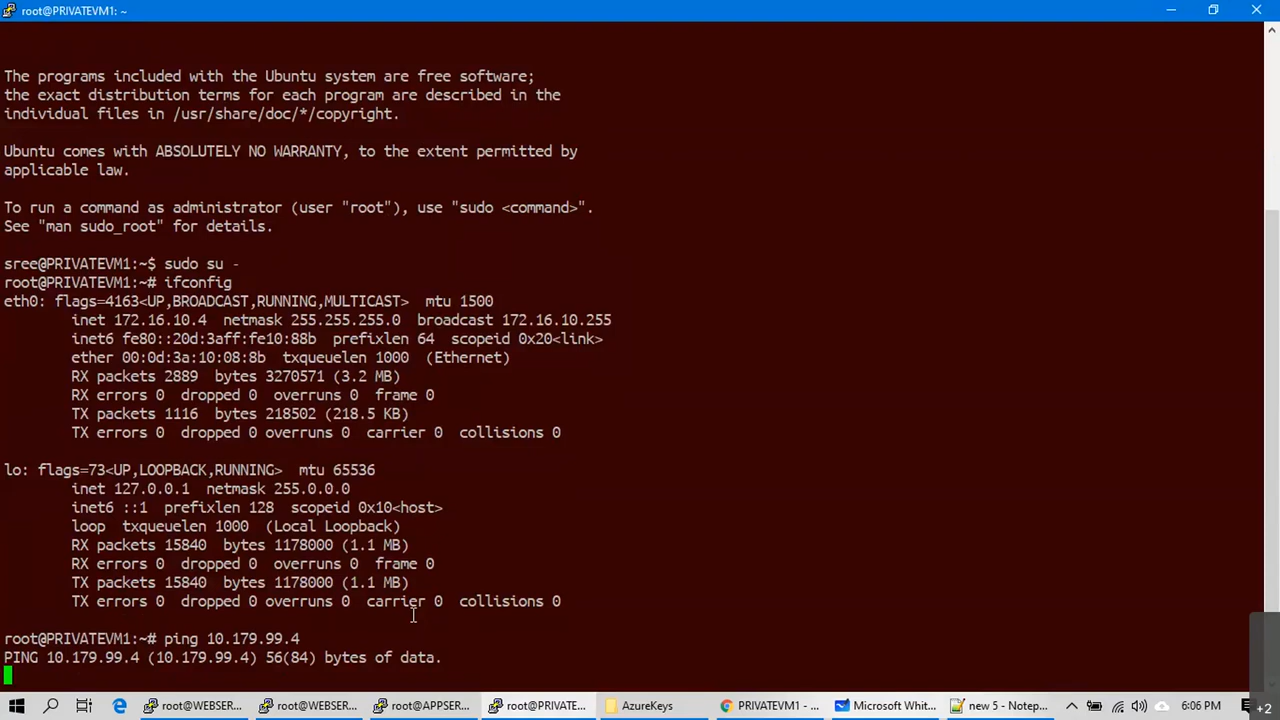 root@PRIVATEVM1: ~
The programs included with the Ubuntu system are free software;
the exact distribution terms for each program are described in the
individual files in /usr/share/doc/*/copyright.
Ubuntu comes with ABSOLUTELY NO WARRANTY, to the extent permitted by
applicable law.
To run a command as administrator (user "root"), use "sudo <command>".
See "man sudo_root" for details.
sree@PRIVATEVM1:~$ sudo su -
root@PRIVATEVM1:~# ifconfig
eth0: flags=4163<UP,BROADCAST,RUNNING,MULTICAST>  mtu 1500
inet 172.16.10.4  netmask 255.255.255.0  broadcast 172.16.10.255
inet6 fe80::20d:3aff:fe10:88b  prefixlen 64  scopeid 0x20<link>
ether 00:0d:3a:10:08:8b  txqueuelen 1000  (Ethernet)
RX packets 2889  bytes 3270571 (3.2 MB)
RX errors 0  dropped 0  overruns 0  frame 0
TX packets 1116  bytes 218502 (218.5 KB)
TX errors 0  dropped 0 overruns 0  carrier 0  collisions 0
lo: flags=73<UP,LOOPBACK,RUNNING>  mtu 65536
inet 127.0.0.1  netmask 255.0.0.0
inet6 ::1  prefixlen 128  scopeid 0x10<host>
loop  txqueuelen 1000  (Local Loopback)
RX packets 15840  bytes 1178000 (1.1 MB)
RX errors 0  dropped 0  overruns 0  frame 0
TX packets 15840  bytes 1178000 (1.1 MB)
TX errors 0  dropped 0 overruns 0  carrier 0  collisions 0
root@PRIVATEVM1:~# ping 10.179.99.4
PING 10.179.99.4 (10.179.99.4) 56(84) bytes of data.
root@WEBSER... root@WEBSER... root@APPSER... root@PRIVATE... AzureKeys PRIVATEVM1 - ... Microsoft Whit... new 5 - Notep... 6:06 PM +2